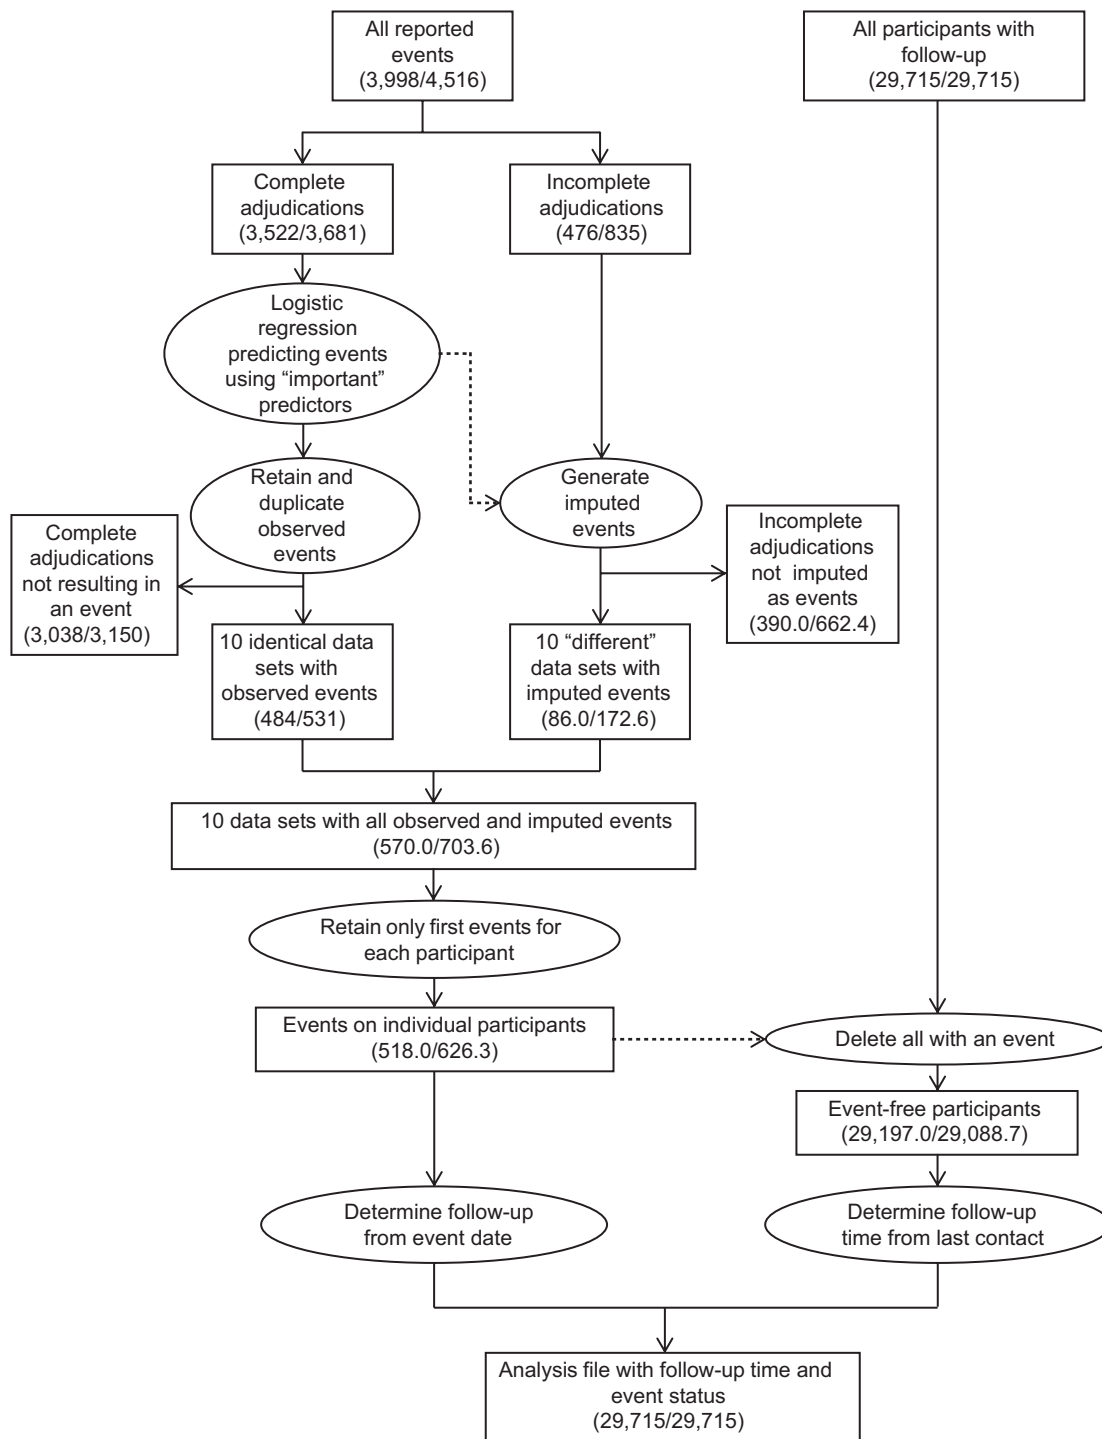 All reported
events
(3,998/4,516)
All participants with
follow-up
(29,715/29,715)
Complete
adjudications
(3,522/3,681)
Incomplete
adjudications
(476/835)
Logistic
regression
predicting events
using “important”
predictors
Retain and
duplicate
observed
events
Generate
imputed
events
Complete
adjudications
not resulting in
an event
(3,038/3,150)
Incomplete
adjudications
not imputed
as events
(390.0/662.4)
10 identical data
sets with
observed events
(484/531)
10 “different”
data sets with
imputed events
(86.0/172.6)
10 data sets with all observed and imputed events
(570.0/703.6)
Retain only first events for
each participant
Events on individual participants
(518.0/626.3)
Delete all with an event
Event-free participants
(29,197.0/29,088.7)
Determine follow-up
from event date
Determine follow-up
time from last contact
Analysis file with follow-up time and
event status
(29,715/29,715)